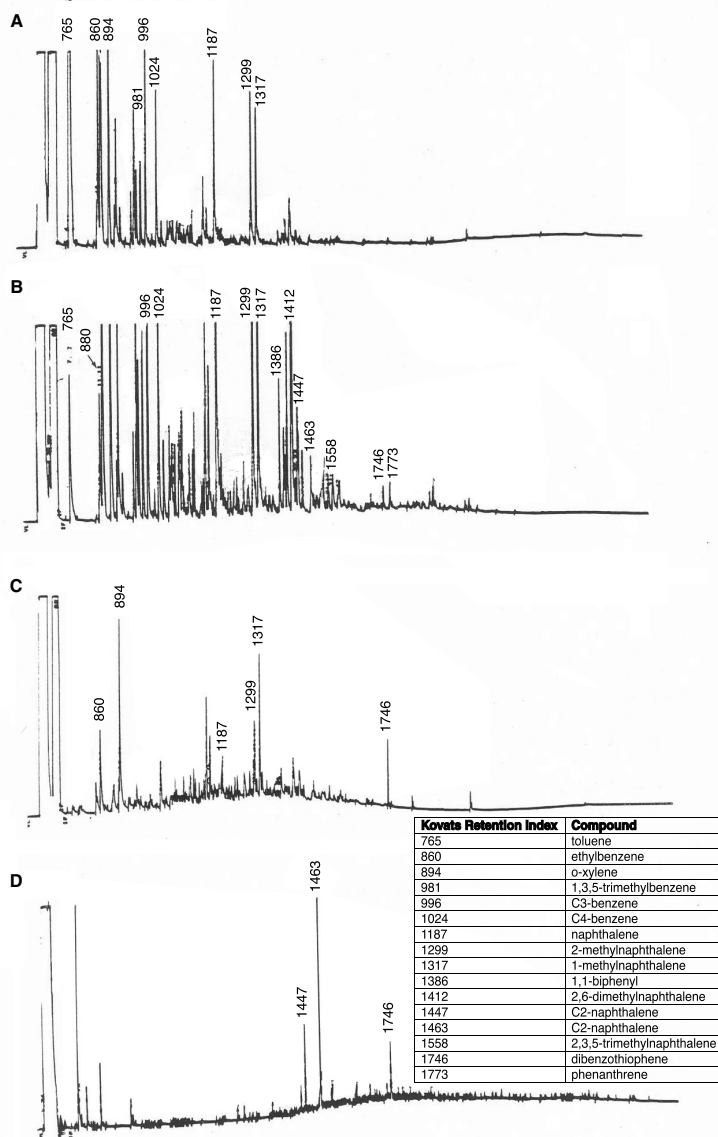 A
765
860
894
981
996
1024
1187
1299
1317
B
765
880
996
1024
1187
1299
1317
1386
1412
1447
1463
1558
1746
1773
C
860
894
1187
1299
1317
1746
D
1447
1463
1746
Kovats Retention Index Compound
765 toluene
860 ethylbenzene
894 o-xylene
981 1,3,5-trimethylbenzene
996 C3-benzene
1024 C4-benzene
1187 naphthalene
1299 2-methylnaphthalene
1317 1-methylnaphthalene
1386 1,1-biphenyl
1412 2,6-dimethylnaphthalene
1447 C2-naphthalene
1463 C2-naphthalene
1558 2,3,5-trimethylnaphthalene
1746 dibenzothiophene
1773 phenanthrene